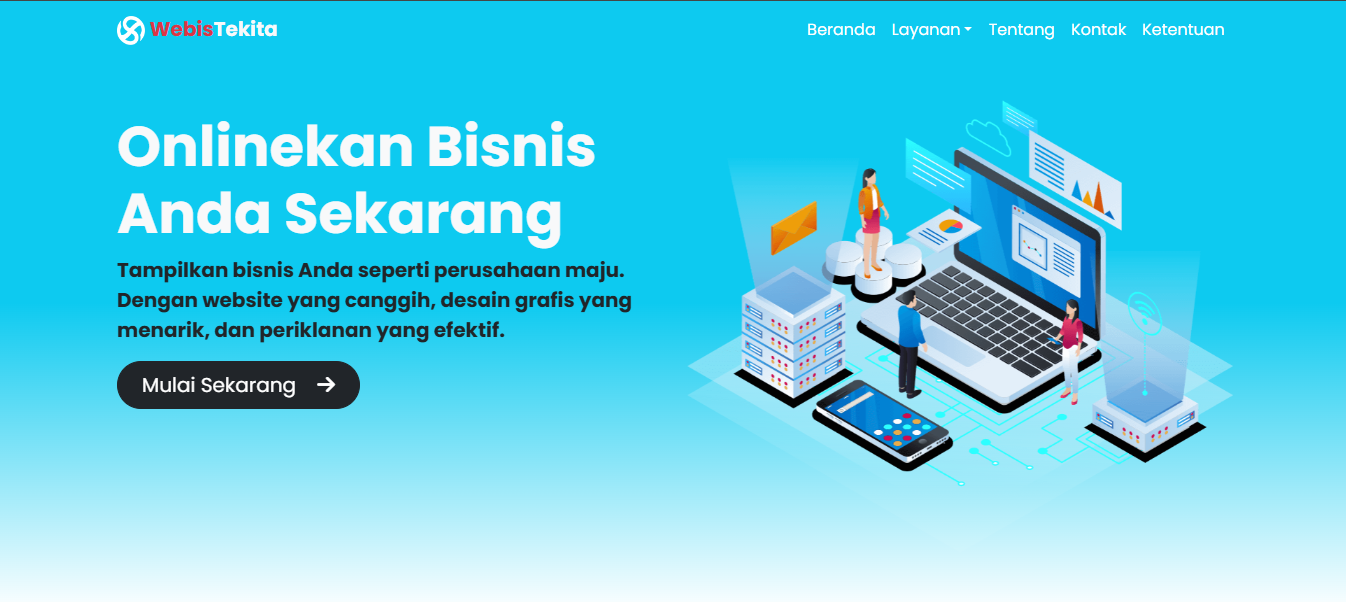 WebisTekita
Beranda Layanan Tentang Kontak Ketentuan
Onlinekan Bisnis
Anda Sekarang
Tampilkan bisnis Anda seperti perusahaan maju.
Dengan website yang canggih, desain grafis yang
menarik, dan periklanan yang efektif.
Mulai Sekarang